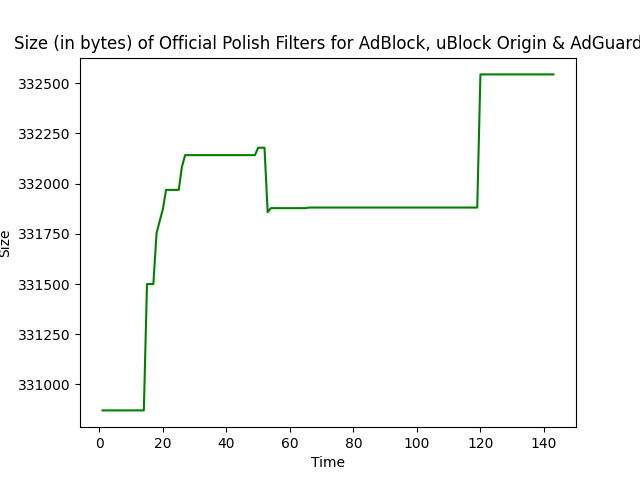 Size (in bytes) of Official Polish Filters for AdBlock, uBlock Origin & AdGuard
332500
332250
332000
331750
331500
331250
331000
Size
0 20 40 60 80 100 120 140
Time